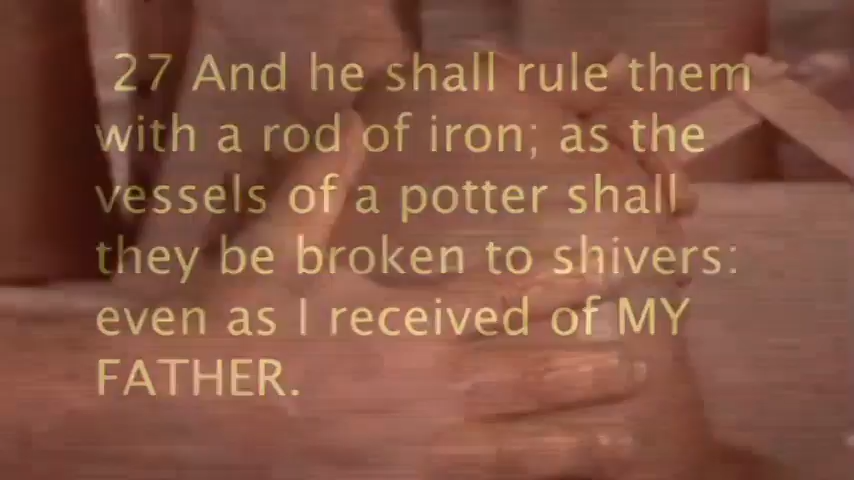 27 And he shall rule them
with a rod of iron; as the
vessels of a potter shall
they be broken to shivers:
even as I received of MY
FATHER.